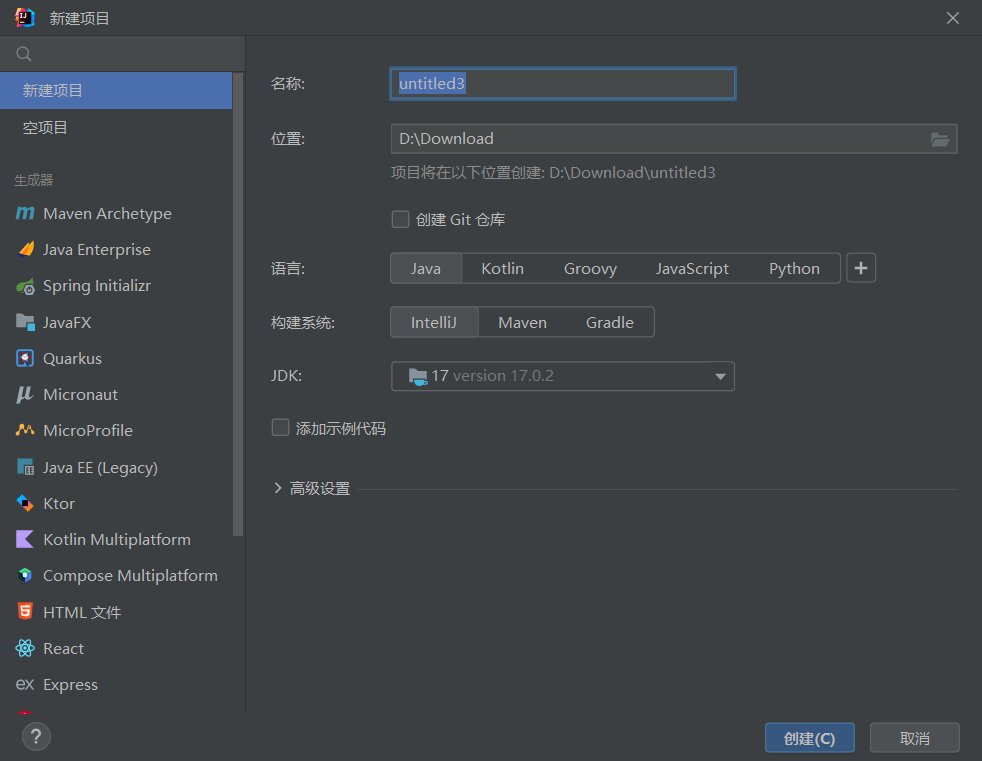 新建项目
新建项目
空项目
生成器
Maven Archetype
Java Enterprise
Spring Initializr
JavaFX
Quarkus
Micronaut
MicroProfile
Java EE (Legacy)
Ktor
Kotlin Multiplatform
Compose Multiplatform
HTML 文件
React
Express
名称: untitled3
位置: D:\Download
项目将在以下位置创建: D:\Download\untitled3
创建 Git 仓库
语言: Java Kotlin Groovy JavaScript Python +
构建系统: IntelliJ Maven Gradle
JDK: 17 version 17.0.2
添加示例代码
高级设置
? 创建(C) 取消